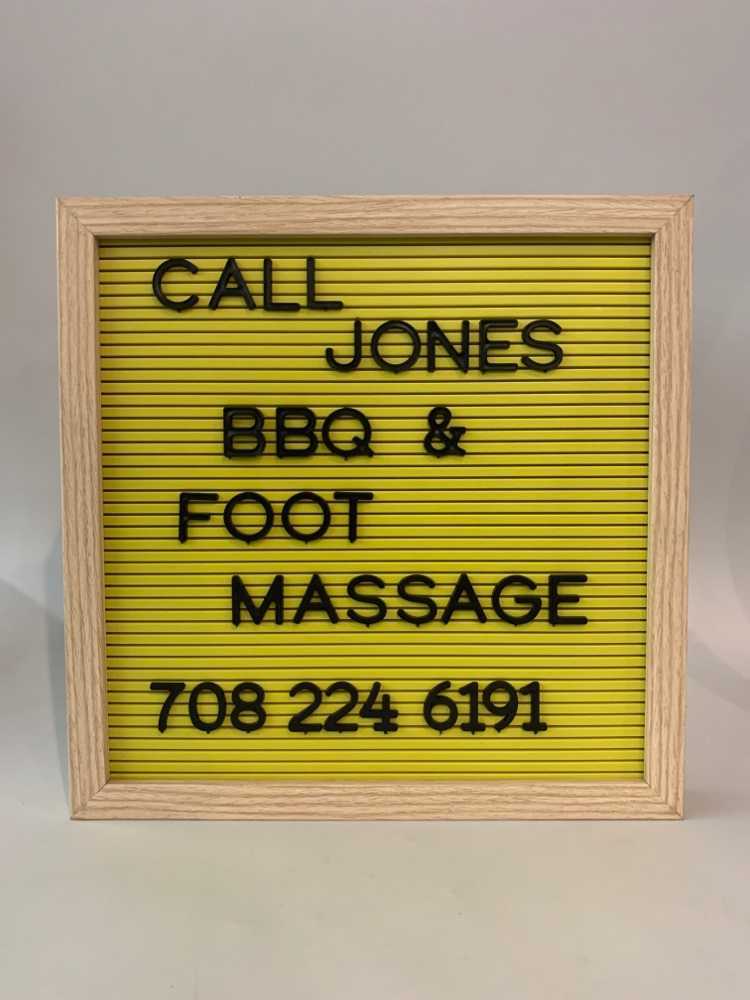 CALL
JONES
BBQ &
FOOT
MASSAGE
708 224 6191